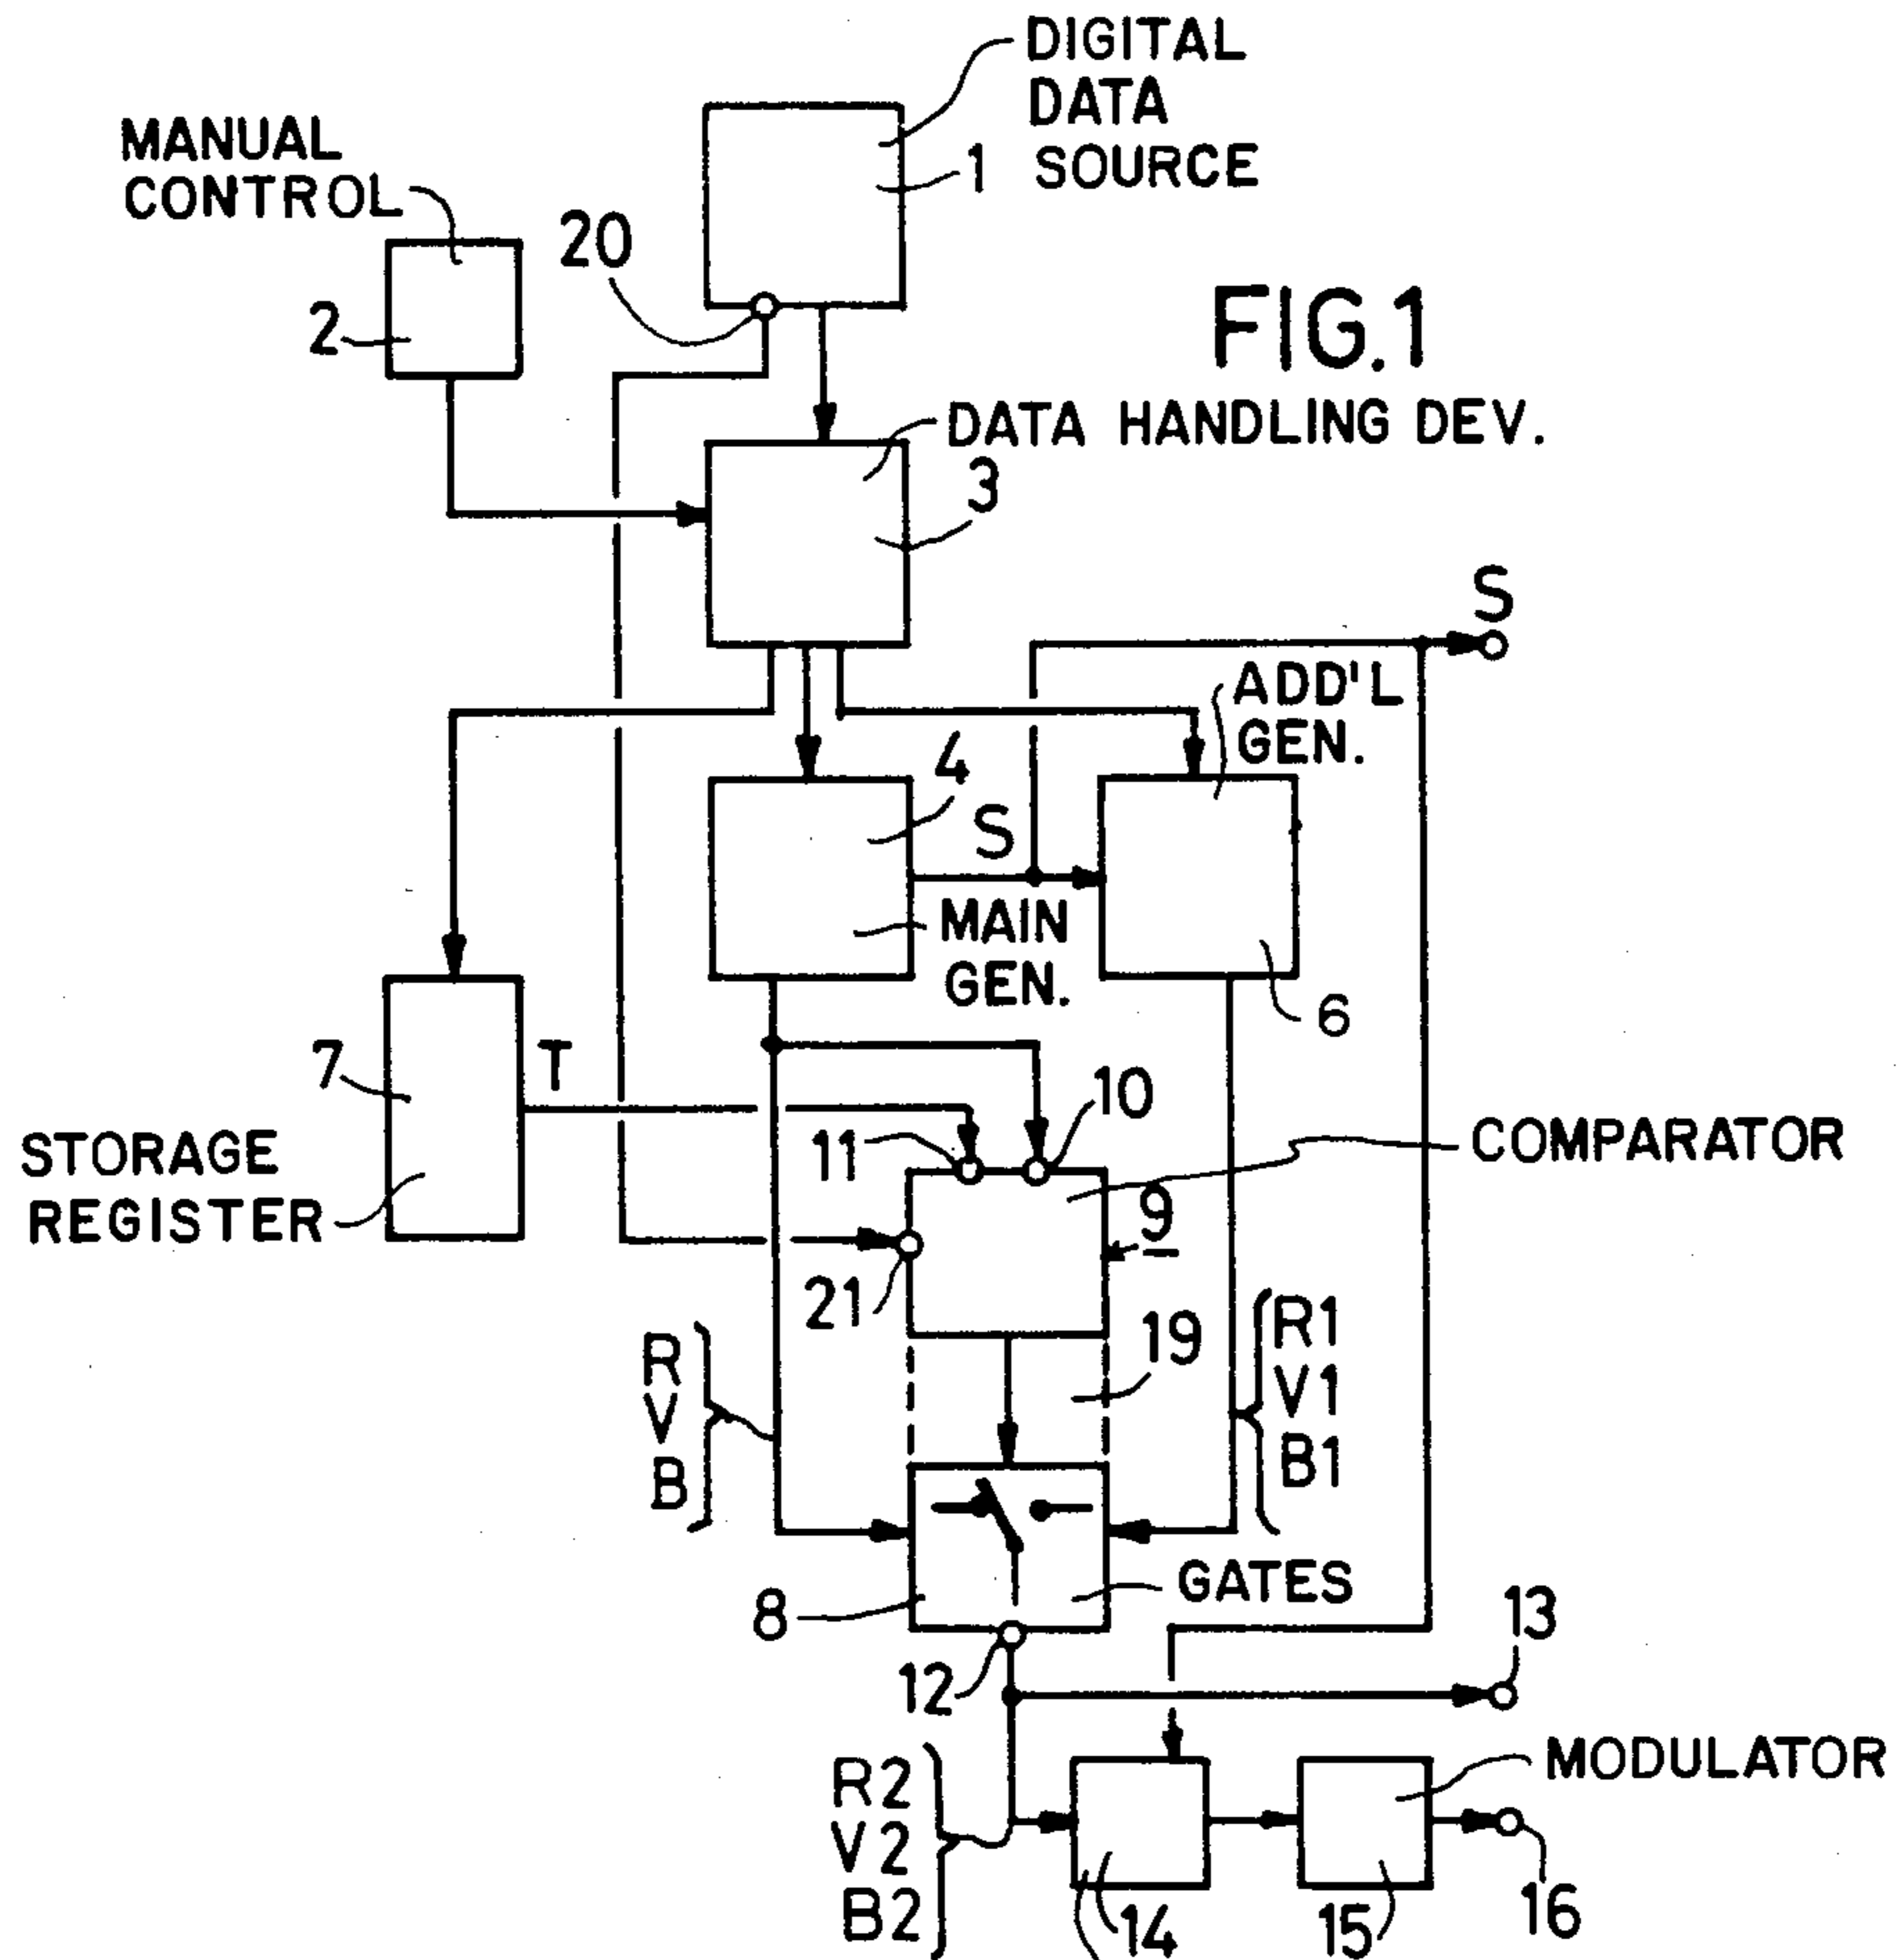 DIGITAL
DATA
SOURCE
1
MANUAL
CONTROL
20
2
FIG.1
DATA HANDLING DEV.
3
S
ADD'L
GEN.
4
S
MAIN
GEN.
6
7
T
10
11
COMPARATOR
STORAGE
REGISTER
9
21
19
R
V
B
R1
V1
B1
GATES
8
13
12
MODULATOR
R2
V2
B2
14
15
16